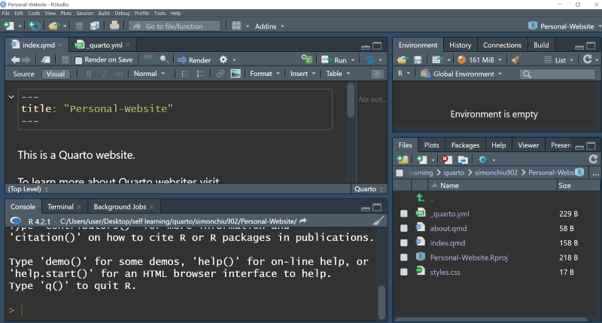 Personal-Website - RStudio
File Edit Code View Plots Session Build Debug Profile Tools Help
Go to file/function
Addins
Personal-Website
index.qmd
_quarto.yml
Render on Save
Render
Run
Source
Visual
B I
Normal
Format
Insert
Table
---
title: "Personal-Website"
---
This is a Quarto website.
To learn more about Quarto websites visit
No out...
(Top Level)
Quarto
Console
Terminal
Background Jobs
R 4.2.1 · C:/Users/user/Desktop/self learning/quarto/simonchiu902/Personal-Website/
Type 'contributors()' for more information and
'citation()' on how to cite R or R packages in publications.
Type 'demo()' for some demos, 'help()' for on-line help, or
'help.start()' for an HTML browser interface to help.
Type 'q()' to quit R.
>
Environment
History
Connections
Build
161 MiB
List
R
Global Environment
Environment is empty
Files
Plots
Packages
Help
Viewer
Presen
quarto
simonchiu902
Personal-Webs
...
Name
Size
..
_quarto.yml
229 B
about.qmd
58 B
index.qmd
158 B
Personal-Website.Rproj
218 B
styles.css
17 B